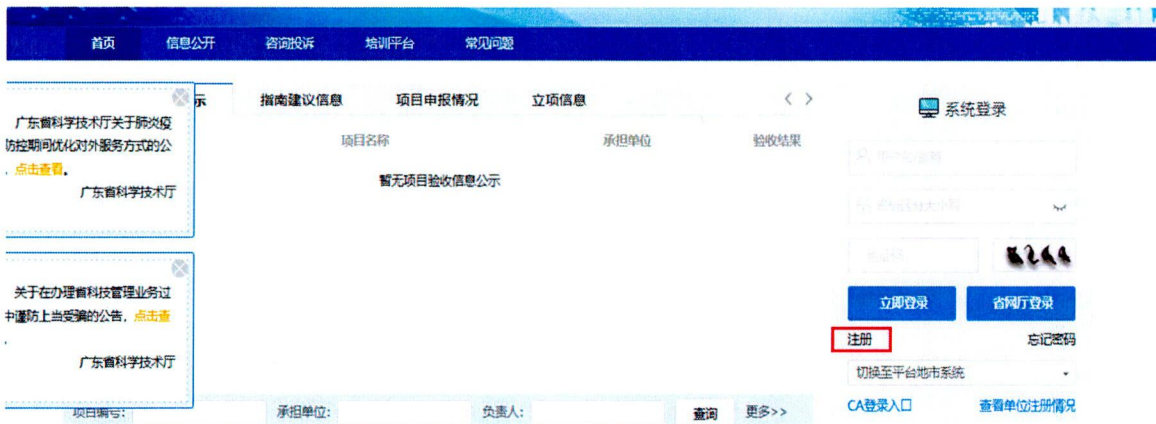 首页 信息公开 咨询投诉 培训平台 常见问题
示 指南建议信息 项目申报情况 立项信息 < >
项目名称 承担单位 验收结果
暂无项目验收信息公示
广东省科学技术厅关于肺炎疫
防控期间优化对外服务方式的公
，点击查看。
广东省科学技术厅
关于在办理省科技管理业务过
中谨防上当受骗的公告，点击查
广东省科学技术厅
项目编号： 承担单位： 负责人： 查询 更多>>
系统登录
立即登录 省网厅登录
注册 忘记密码
切换至平台地市系统
CA登录入口 查看单位注册情况